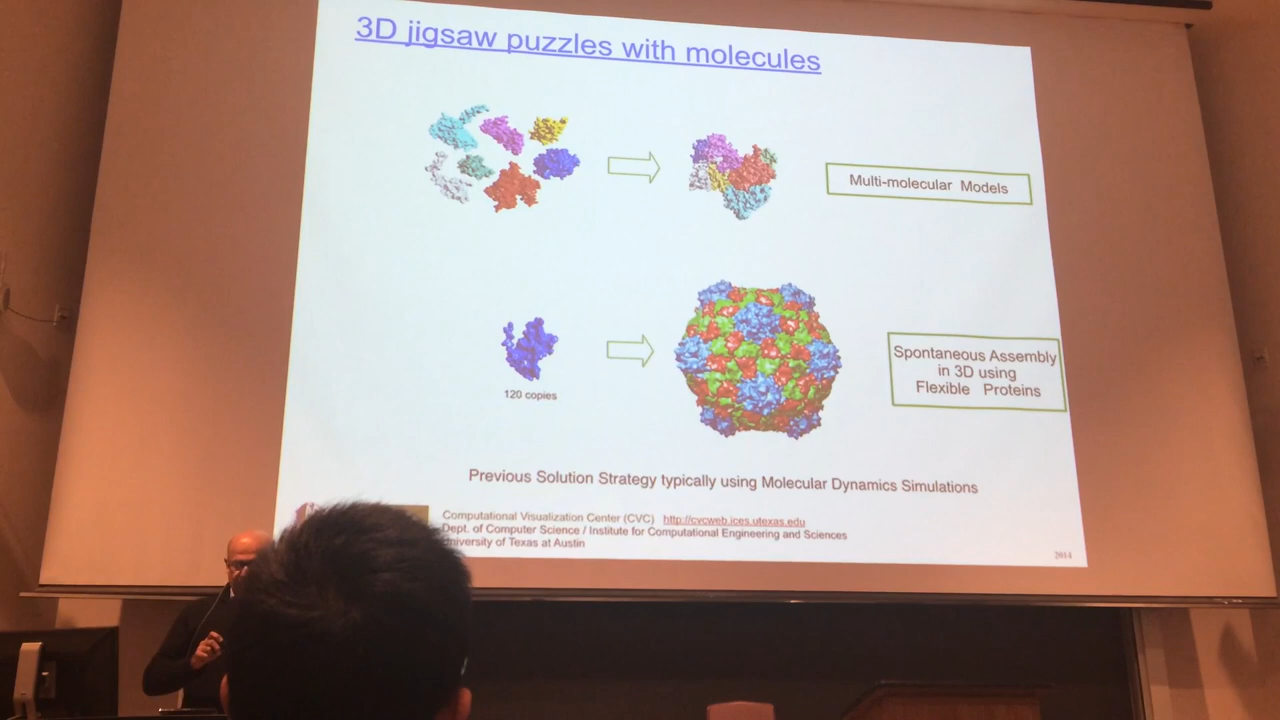 3D jigsaw puzzles with molecules
Multi-molecular Models
Spontaneous Assembly
in 3D using
Flexible Proteins
120 copies
Previous Solution Strategy typically using Molecular Dynamics Simulations
Computational Visualization Center (CVC) http://cvcweb.ices.utexas.edu
Dept. of Computer Science / Institute for Computational Engineering and Sciences
University of Texas at Austin
2014